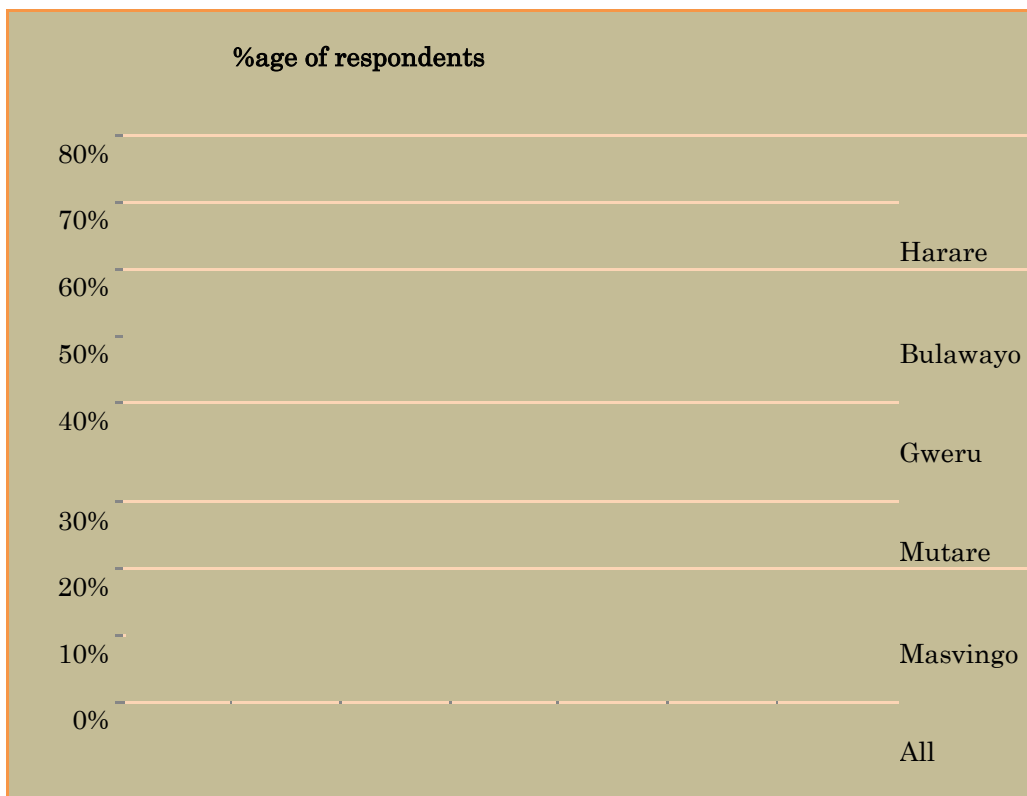 %age of respondents
80%
70%
Harare
60%
50%
Bulawayo
40%
Gweru
30%
Mutare
20%
10%
Masvingo
0%
All